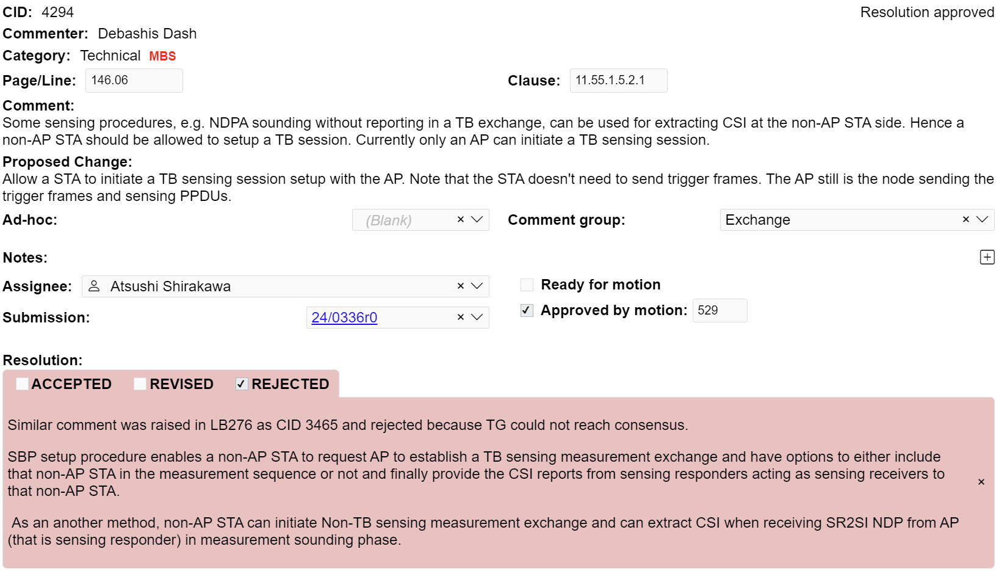 CID: 4294 Resolution approved
Commenter: Debashis Dash
Category: Technical MBS
Page/Line: 146.06 Clause: 11.55.1.5.2.1
Comment:
Some sensing procedures, e.g. NDPA sounding without reporting in a TB exchange, can be used for extracting CSI at the non-AP STA side. Hence a
non-AP STA should be allowed to setup a TB session. Currently only an AP can initiate a TB sensing session.
Proposed Change:
Allow a STA to initiate a TB sensing session setup with the AP. Note that the STA doesn't need to send trigger frames. The AP still is the node sending the
trigger frames and sensing PPDUs.
Ad-hoc: (Blank) Comment group: Exchange
Notes:
Assignee: Atsushi Shirakawa Ready for motion
Submission: 24/0336r0 Approved by motion: 529
Resolution:
ACCEPTED REVISED REJECTED
Similar comment was raised in LB276 as CID 3465 and rejected because TG could not reach consensus.
SBP setup procedure enables a non-AP STA to request AP to establish a TB sensing measurement exchange and have options to either include
that non-AP STA in the measurement sequence or not and finally provide the CSI reports from sensing responders acting as sensing receivers to
that non-AP STA.
As an another method, non-AP STA can initiate Non-TB sensing measurement exchange and can extract CSI when receiving SR2SI NDP from AP
(that is sensing responder) in measurement sounding phase.